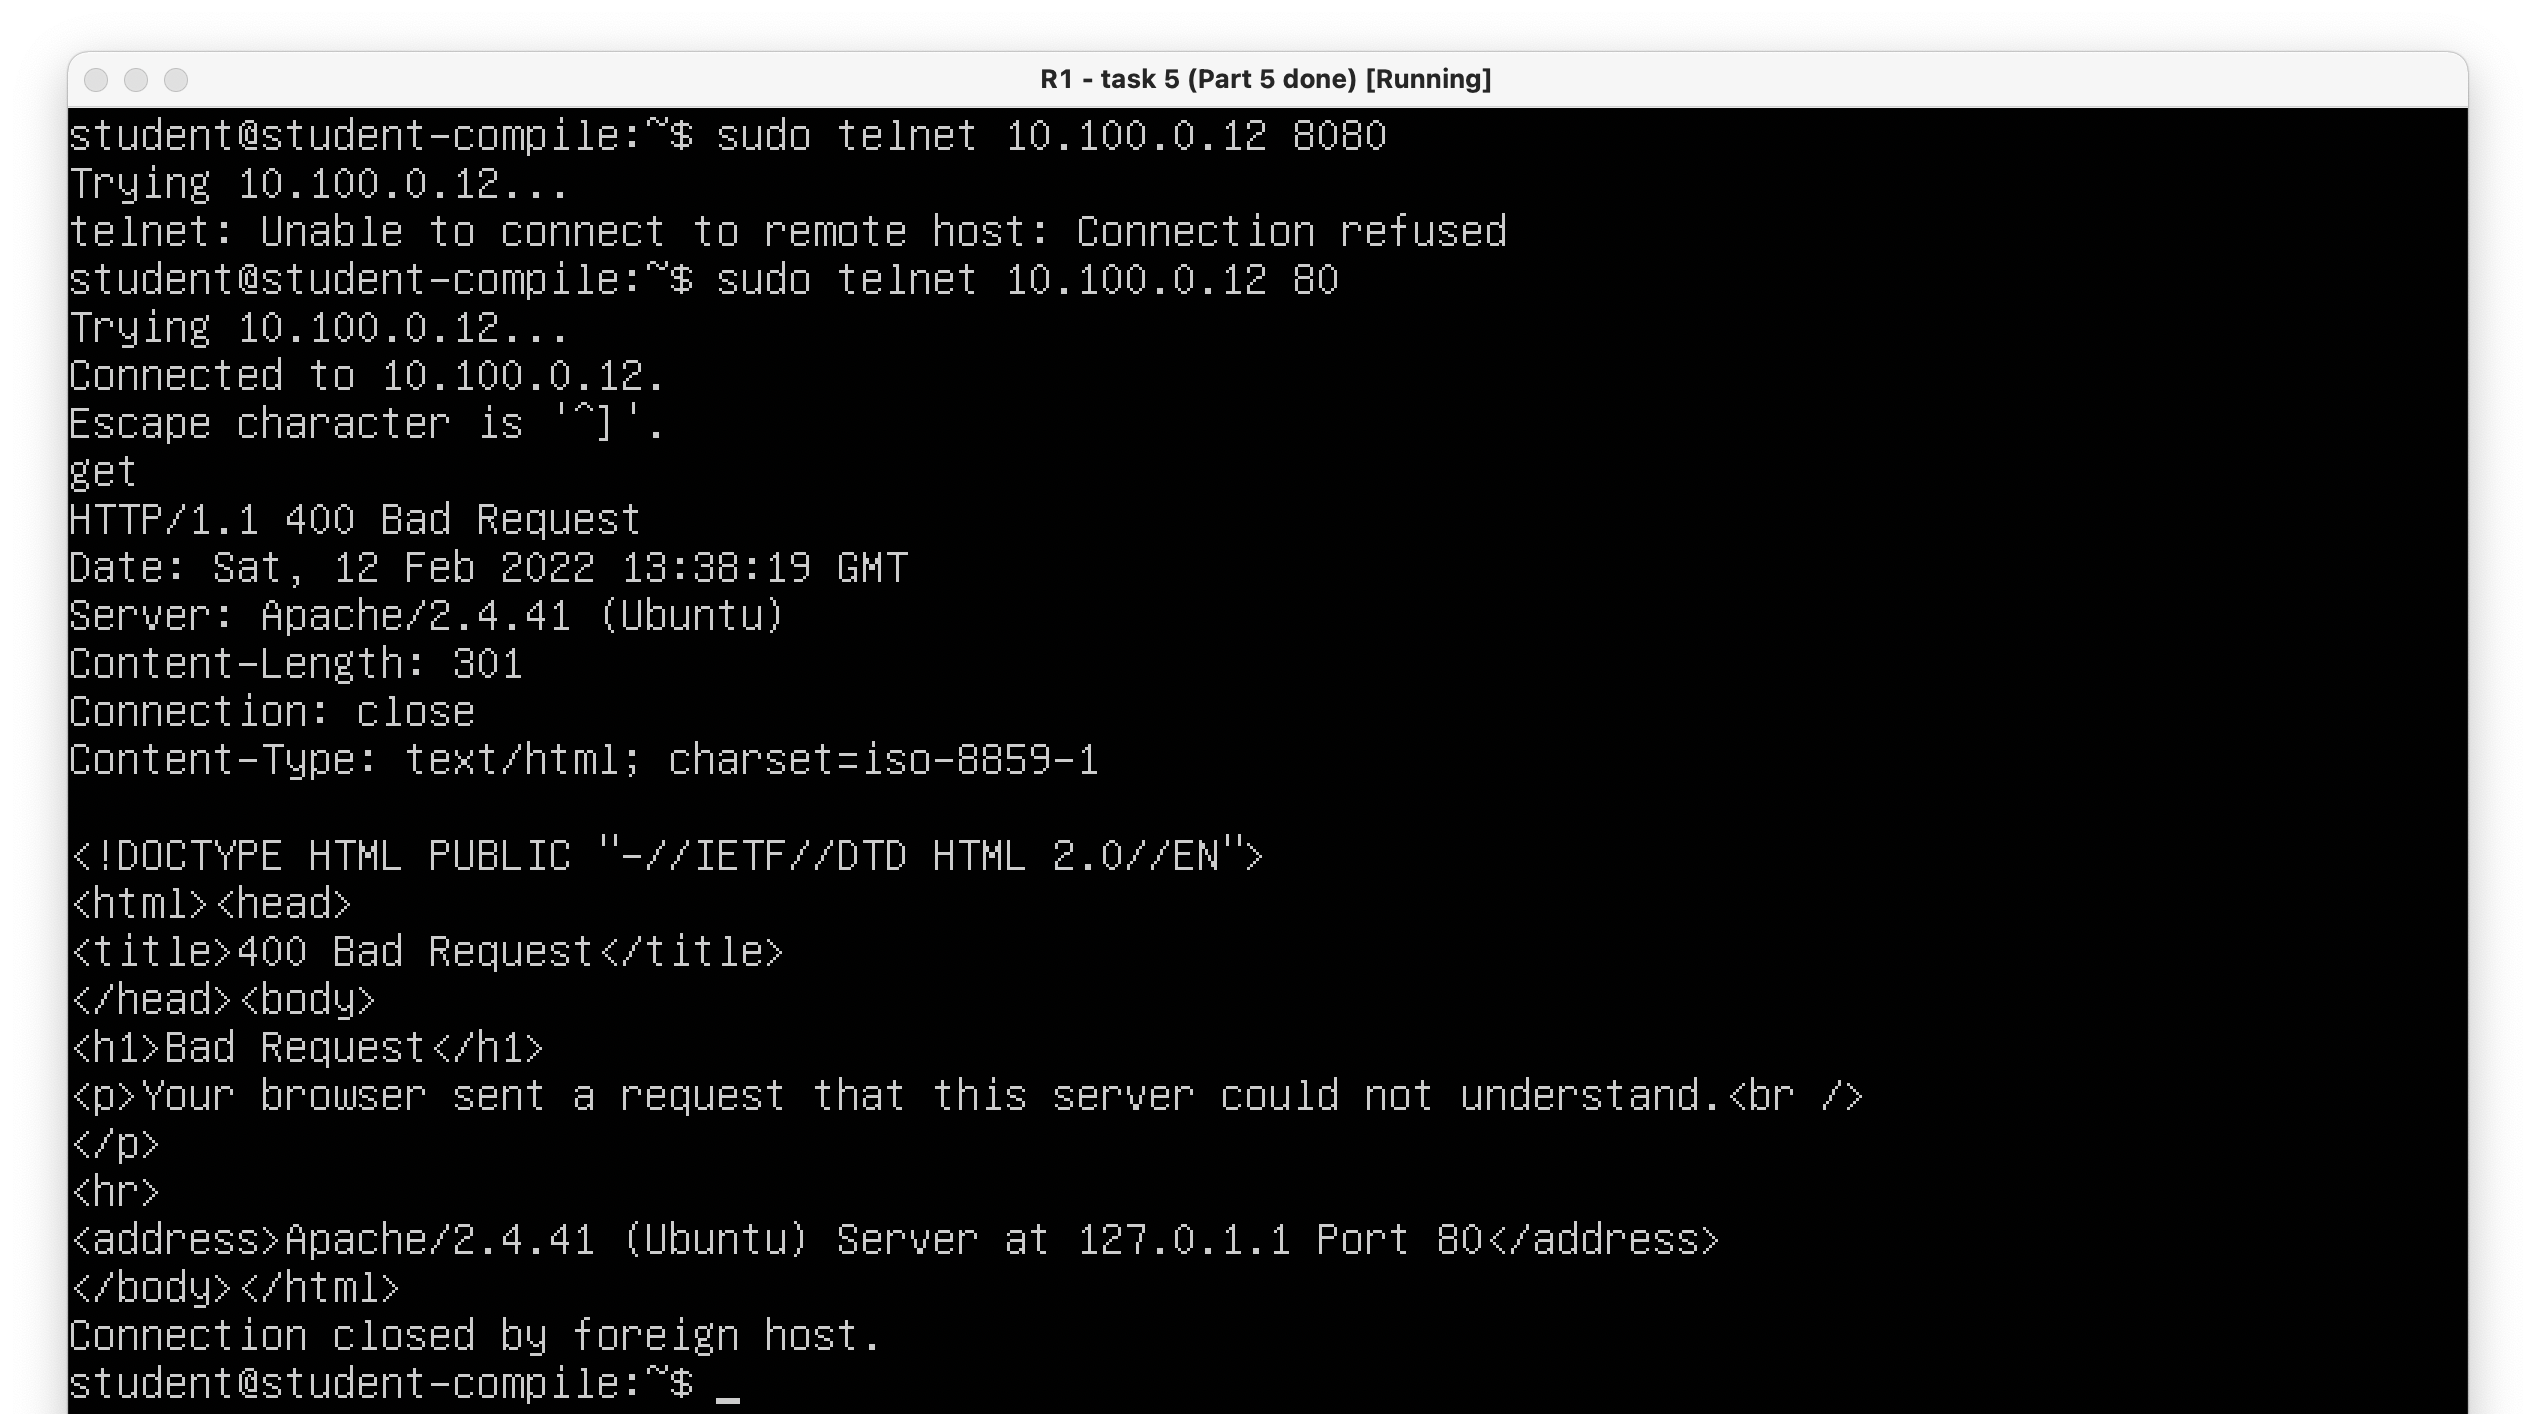 R1 - task 5 (Part 5 done) [Running]
student@student-compile:~$ sudo telnet 10.100.0.12 8080
Trying 10.100.0.12...
telnet: Unable to connect to remote host: Connection refused
student@student-compile:~$ sudo telnet 10.100.0.12 80
Trying 10.100.0.12...
Connected to 10.100.0.12.
Escape character is '^]'.
get
HTTP/1.1 400 Bad Request
Date: Sat, 12 Feb 2022 13:38:19 GMT
Server: Apache/2.4.41 (Ubuntu)
Content-Length: 301
Connection: close
Content-Type: text/html; charset=iso-8859-1
<!DOCTYPE HTML PUBLIC "-//IETF//DTD HTML 2.0//EN">
<html><head>
<title>400 Bad Request</title>
</head><body>
<h1>Bad Request</h1>
<p>Your browser sent a request that this server could not understand.<br />
</p>
<hr>
<address>Apache/2.4.41 (Ubuntu) Server at 127.0.1.1 Port 80</address>
</body></html>
Connection closed by foreign host.
student@student-compile:~$ _